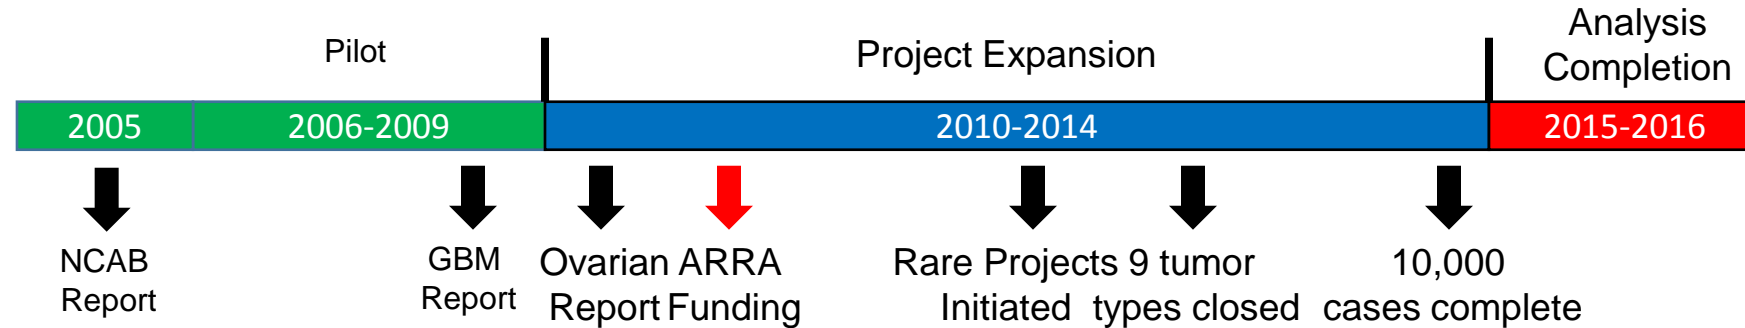 Pilot
Project Expansion
Analysis
Completion
2005
2006-2009
2010-2014
2015-2016
NCAB
Report
GBM
Report
Ovarian
Report
ARRA
Funding
Rare Projects
Initiated
9 tumor
types closed
10,000
cases complete